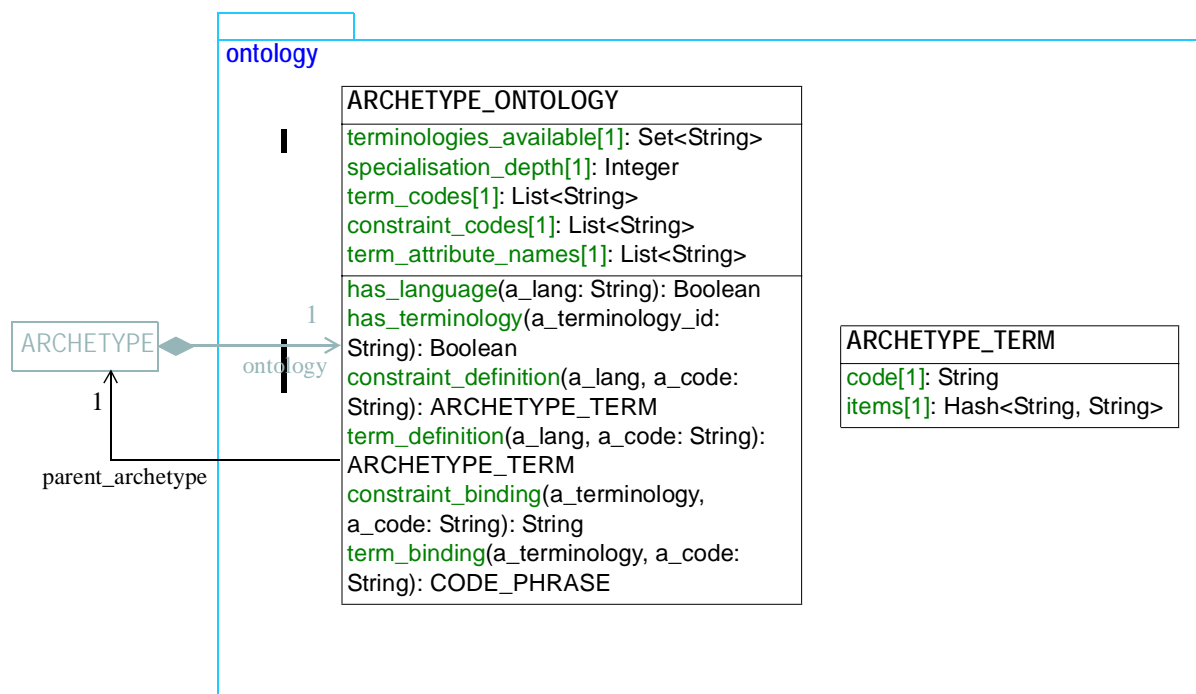 ontology
ARCHETYPE_ONTOLOGY
terminologies_available[1]: Set<String>
specialisation_depth[1]: Integer
term_codes[1]: List<String>
constraint_codes[1]: List<String>
term_attribute_names[1]: List<String>
has_language(a_lang: String): Boolean
has_terminology(a_terminology_id:
String): Boolean
constraint_definition(a_lang, a_code:
String): ARCHETYPE_TERM
term_definition(a_lang, a_code: String):
ARCHETYPE_TERM
constraint_binding(a_terminology,
a_code: String): String
term_binding(a_terminology, a_code:
String): CODE_PHRASE
ARCHETYPE
1
ontology
1
parent_archetype
ARCHETYPE_TERM
code[1]: String
items[1]: Hash<String, String>